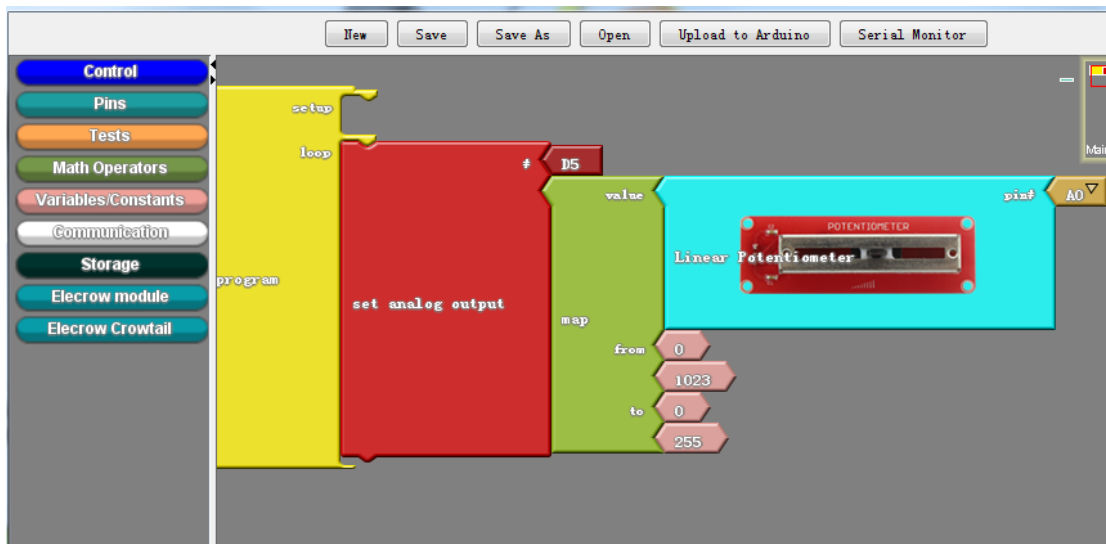 New Save Save As Open Upload to Arduino Serial Monitor
Control
Pins
Tests
Math Operators
Variables/Constants
Communication
Storage
Elecrow module
Elecrow Crowtail
program
setup
loop
set analog output
# D5
map
value
Linear Potentiometer
POTENTIOMETER
pin# A0
from 0
1023
to 0
255
Main